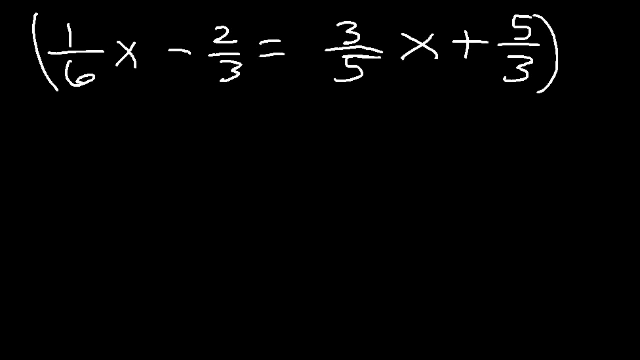 (1/6 x - 2/3 = 3/5 x + 5/3)